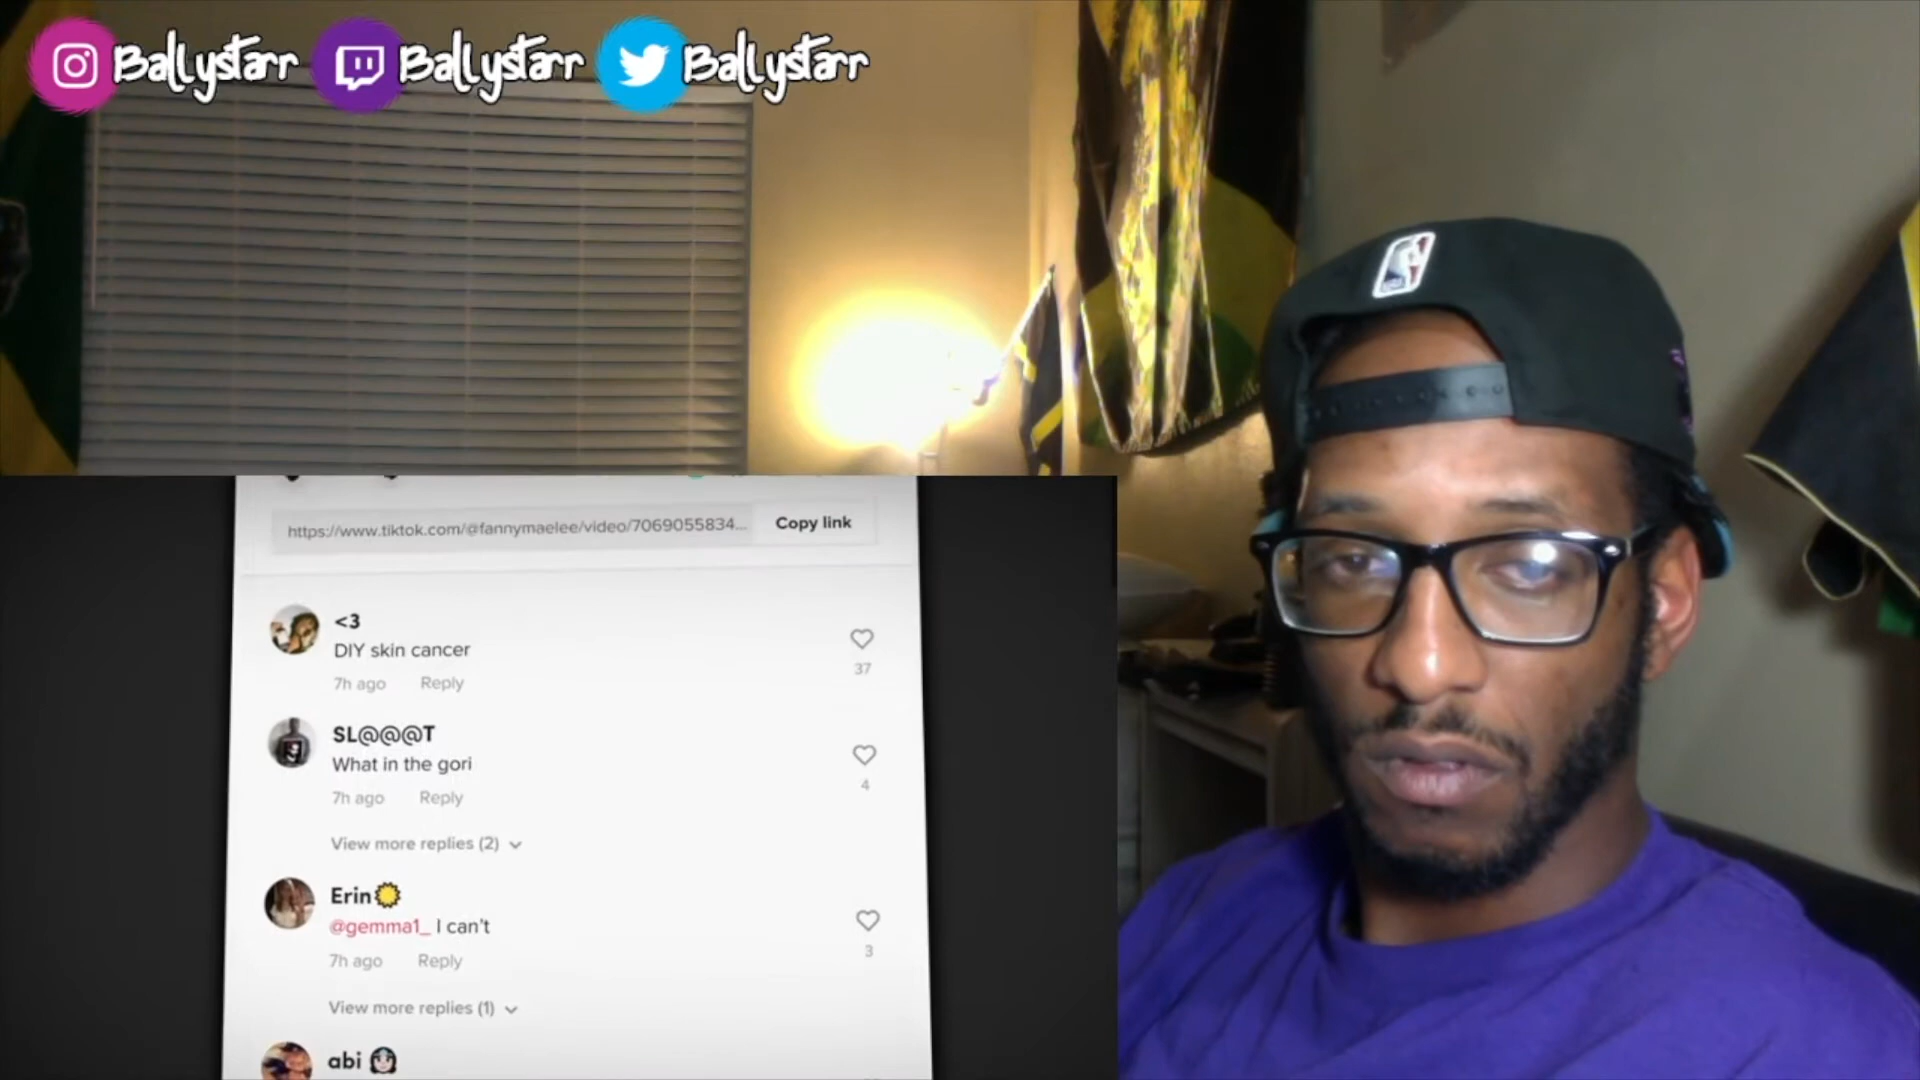 Ballystarr Ballystarr Ballystarr
https://www.tiktok.com/@fannymaelee/video/7069055834... Copy link
<3
DIY skin cancer
37
7h ago Reply
SL@@@T
What in the gori
4
7h ago Reply
View more replies (2)
Erin
@gemma1_ I can't
3
7h ago Reply
View more replies (1)
abi